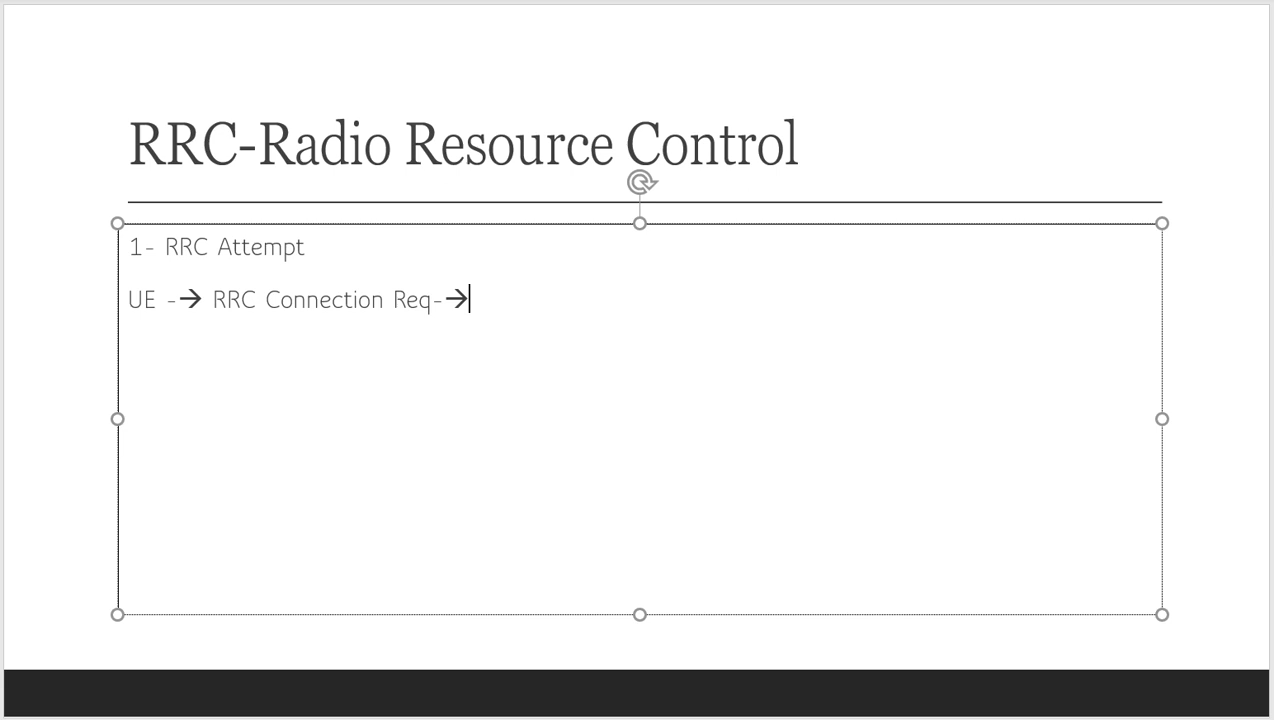 RRC-Radio Resource Control
1- RRC Attempt
UE -→ RRC Connection Req-→